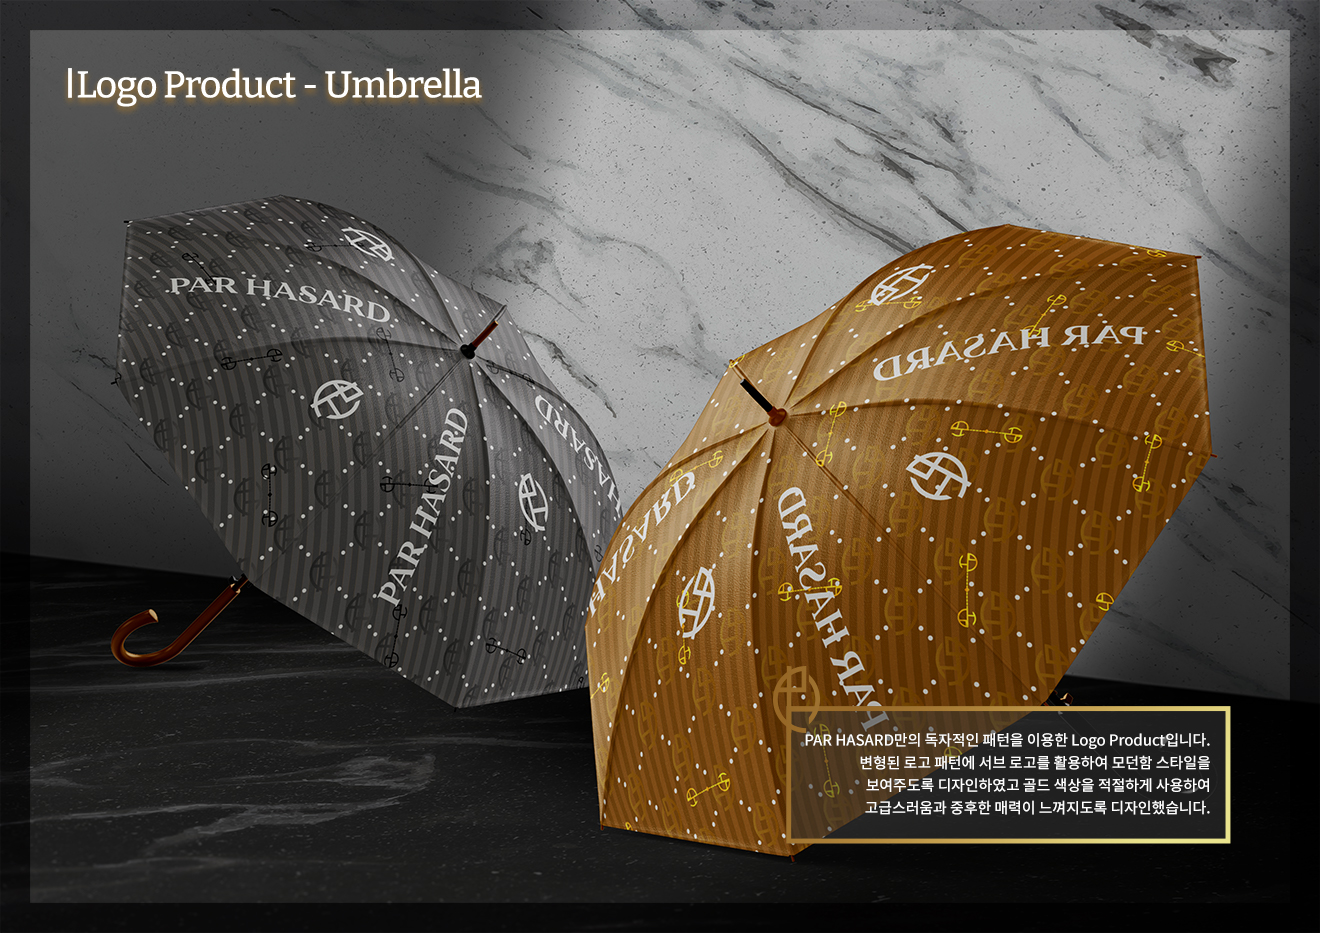 Logo Product - Umbrella
PAR HASARD
PAR HASARD
HASARD
PAR HASARD
HASARD
PAR HASARD
PAR HASARD만의 독자적인 패턴을 이용한 Logo Product입니다.
변형된 로고 패턴에 서브 로고를 활용하여 모던함 스타일을
보여주도록 디자인하였고 골드 색상을 적절하게 사용하여
고급스러움과 중후한 매력이 느껴지도록 디자인했습니다.